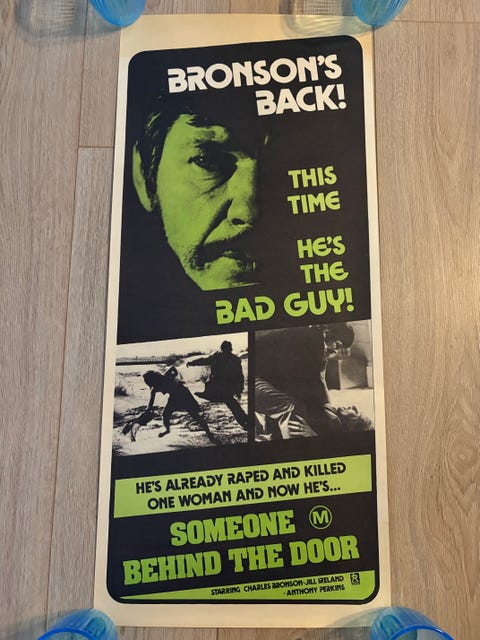 BRONSON'S
BACK!
THIS
TIME
HE'S
THE
BAD GUY!
HE'S ALREADY RAPED AND KILLED
ONE WOMAN AND NOW HE'S...
SOMEONE M
BEHIND THE DOOR
STARRING CHARLES BRONSON·JILL IRELAND
·ANTHONY PERKINS